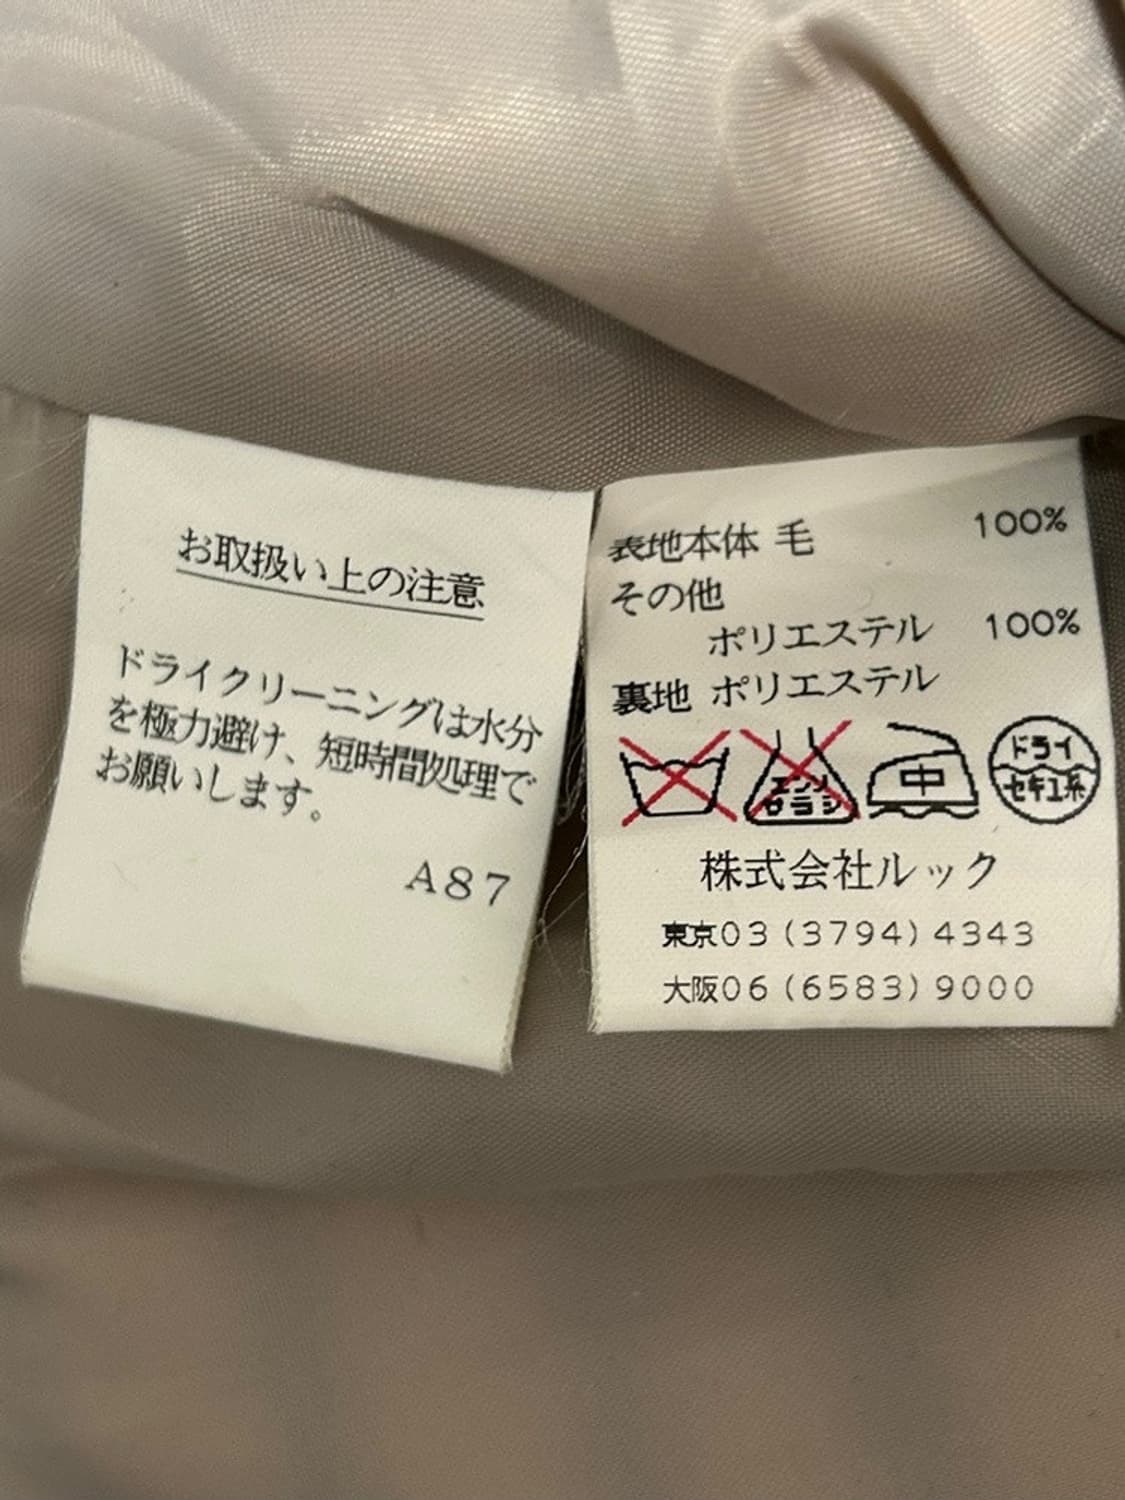 お取扱い上の注意
ドライクリーニングは水分
を極力避け、短時間処理で
お願いします。
A87
表地本体 毛 100%
その他
ポリエステル 100%
裏地 ポリエステル
エンソ
サラシ
中
ドライ
セキユ系
株式会社ルック
東京03(3794)4343
大阪06(6583)9000